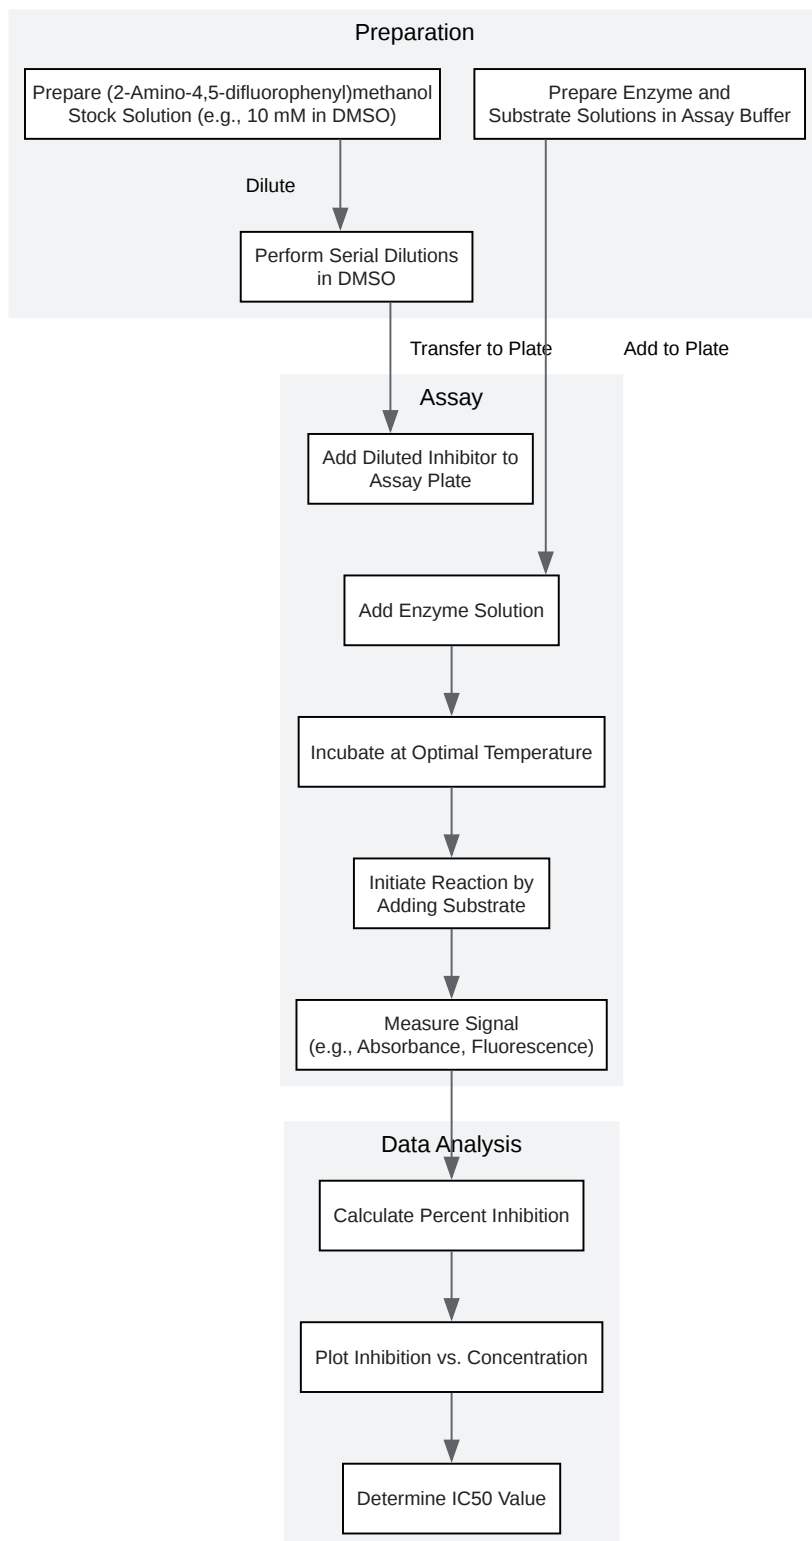 Preparation
Prepare (2-Amino-4,5-difluorophenyl)methanol
Stock Solution (e.g., 10 mM in DMSO)
Prepare Enzyme and
Substrate Solutions in Assay Buffer
Dilute
Perform Serial Dilutions
in DMSO
Transfer to Plate
Add to Plate
Assay
Add Diluted Inhibitor to
Assay Plate
Add Enzyme Solution
Incubate at Optimal Temperature
Initiate Reaction by
Adding Substrate
Measure Signal
(e.g., Absorbance, Fluorescence)
Data Analysis
Calculate Percent Inhibition
Plot Inhibition vs. Concentration
Determine IC50 Value